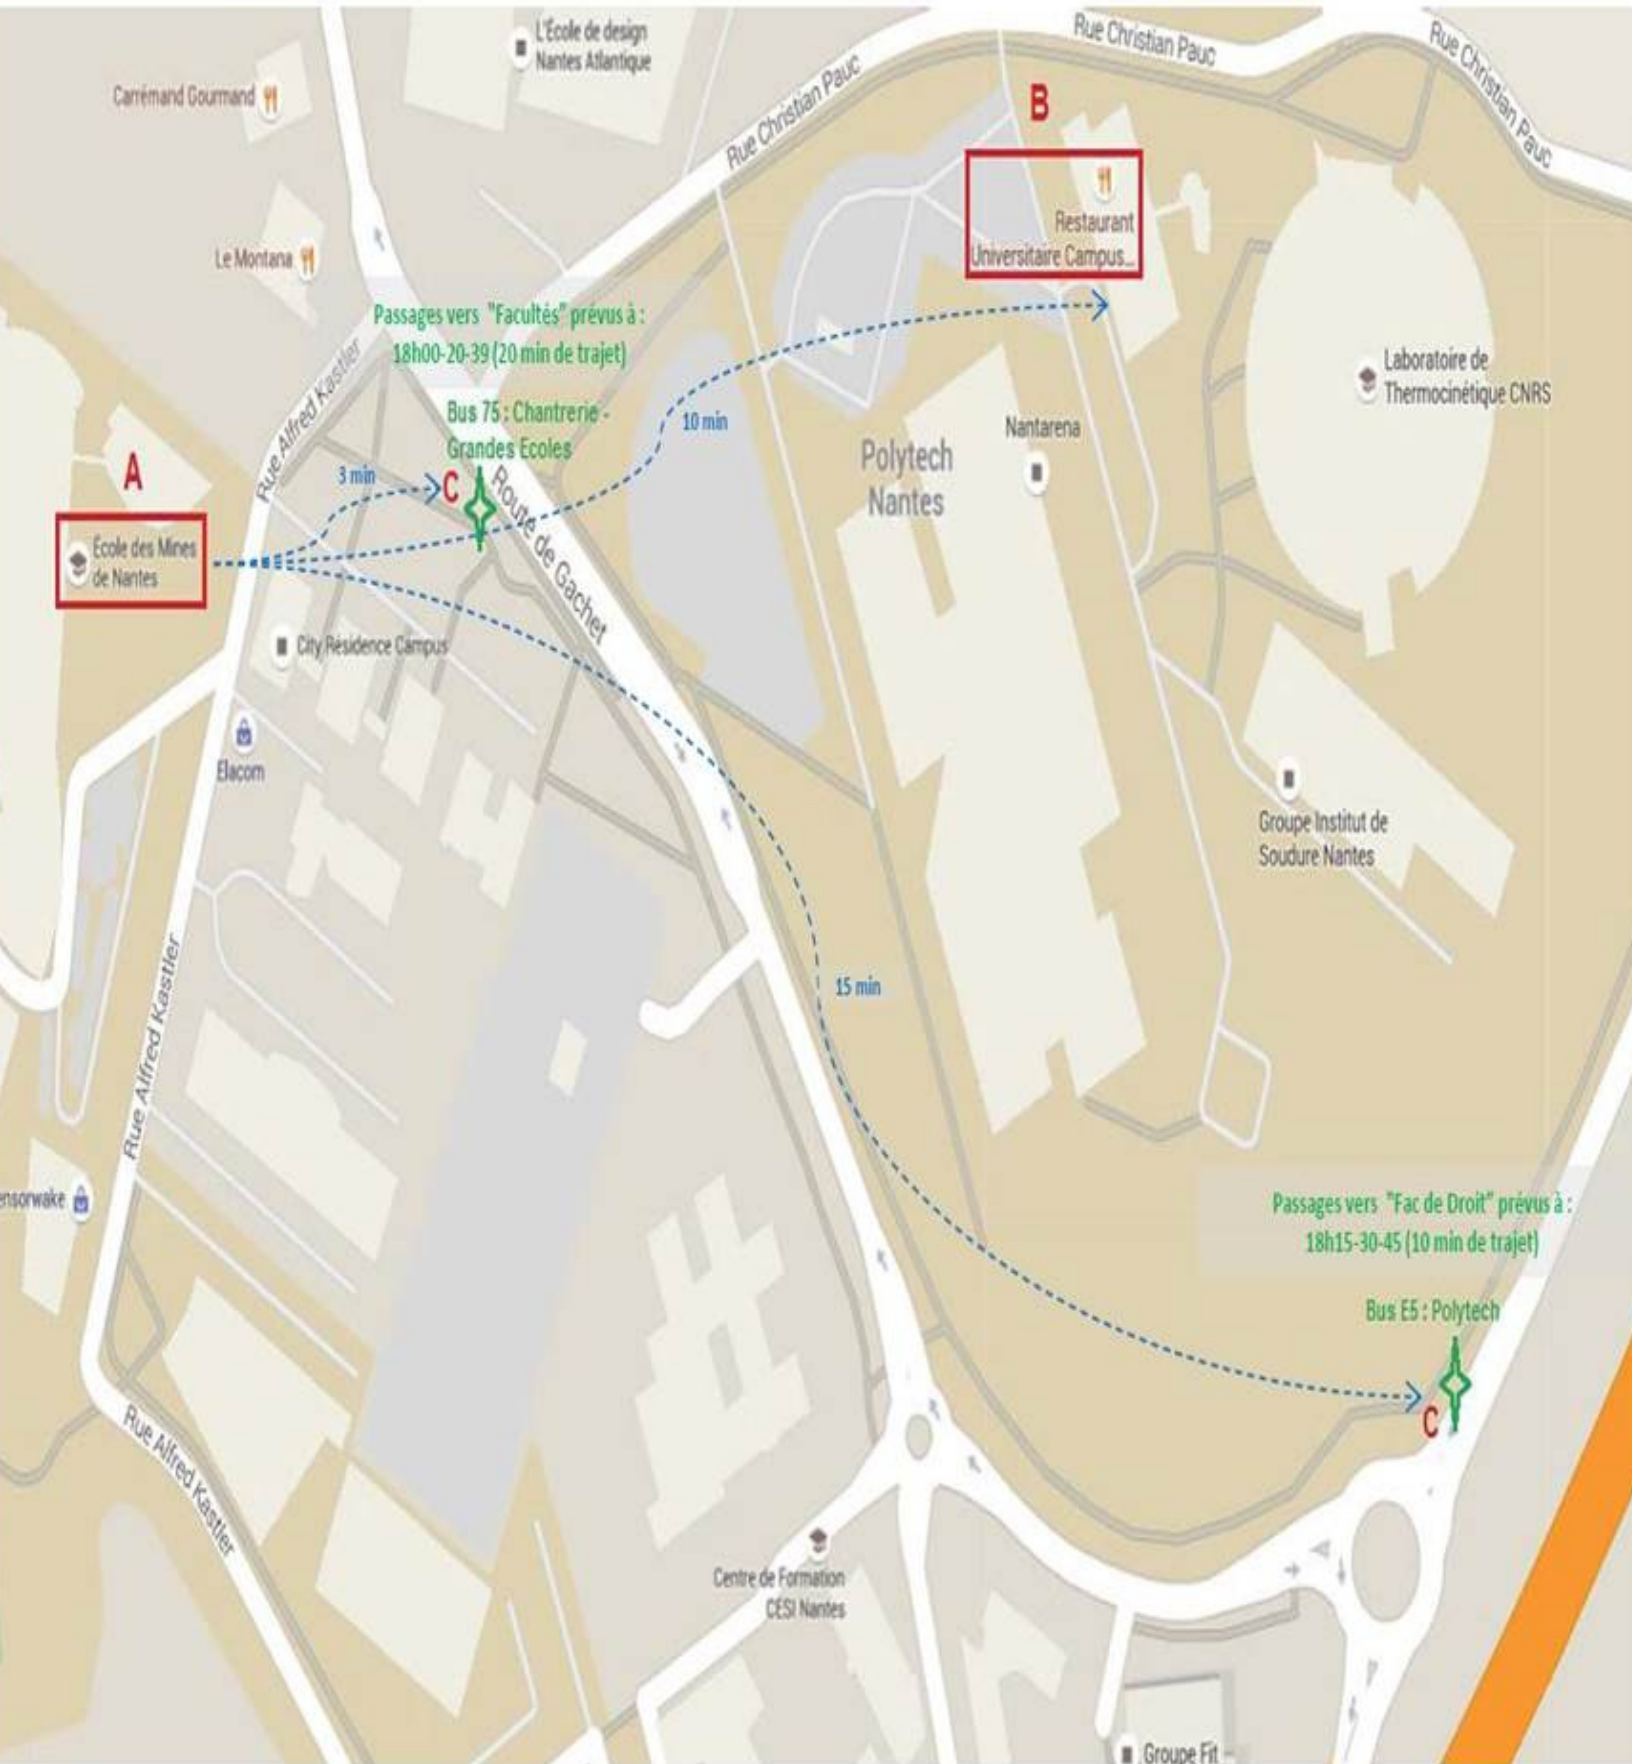 L'École de design
Nantes Atlantique
Rue Christian Pauc
Rue Christian Pauc
Rue Christian Pauc
Carrémand Gourmand
B
Restaurant
Universitaire Campus...
Le Montana
Passages vers "Facultés" prévus à :
18h00-20-39 (20 min de trajet)
Rue Alfred Kastler
Laboratoire de
Thermocinétique CNRS
Bus 75 : Chantrerie -
Grandes Ecoles
10 min
Nantarena
Polytech
Nantes
A
3 min
C
Route de Gachet
École des Mines
de Nantes
City Résidence Campus
Elacom
Groupe Institut de
Soudure Nantes
Rue Alfred Kastler
15 min
ensorwake
Passages vers "Fac de Droit" prévus à :
18h15-30-45 (10 min de trajet)
Bus E5 : Polytech
C
Rue Alfred Kastler
Centre de Formation
CESI Nantes
Groupe Fit